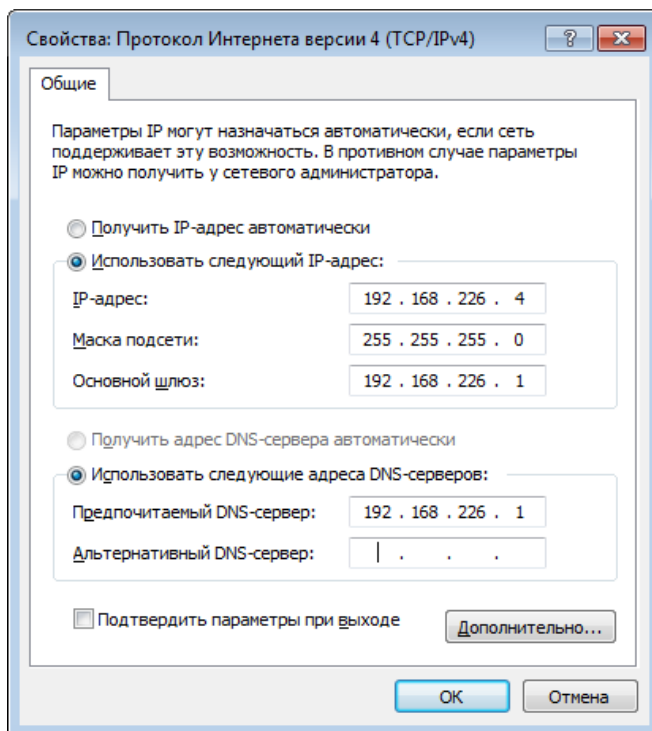 Свойства: Протокол Интернета версии 4 (TCP/IPv4)
Общие
Параметры IP могут назначаться автоматически, если сеть
поддерживает эту возможность. В противном случае параметры
IP можно получить у сетевого администратора.
Получить IP-адрес автоматически
Использовать следующий IP-адрес:
IP-адрес: 192 . 168 . 226 . 4
Маска подсети: 255 . 255 . 255 . 0
Основной шлюз: 192 . 168 . 226 . 1
Получить адрес DNS-сервера автоматически
Использовать следующие адреса DNS-серверов:
Предпочитаемый DNS-сервер: 192 . 168 . 226 . 1
Альтернативный DNS-сервер: . . .
Подтвердить параметры при выходе
Дополнительно...
ОК Отмена